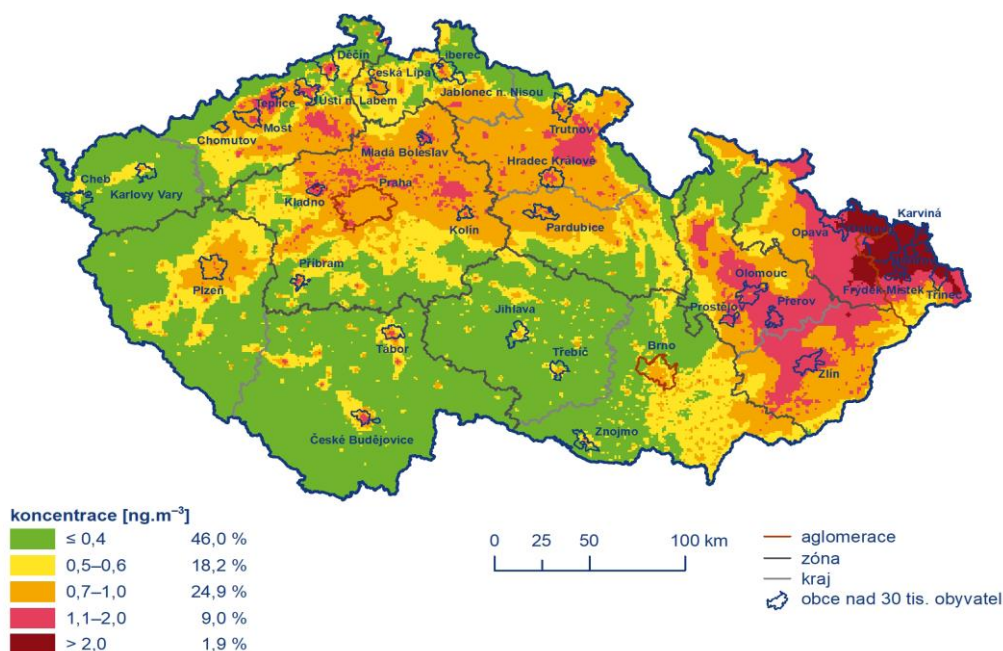 Děčín
Liberec
Česká Lípa
Jablonec n. Nisou
Ústí n. Labem
Teplice
Most
Chomutov
Trutnov
Mladá Boleslav
Hradec Králové
Cheb
Karlovy Vary
Praha
Kladno
Kolín
Pardubice
Karviná
Opava
Plzeň
Příbram
Olomouc
Frýdek-Místek
Třinec
Jihlava
Prostějov
Přerov
Tábor
Třebíč
Brno
Zlín
České Budějovice
Znojmo
koncentrace [ng.m⁻³]
≤ 0,4 46,0 %
0,5–0,6 18,2 %
0,7–1,0 24,9 %
1,1–2,0 9,0 %
> 2,0 1,9 %
0 25 50 100 km
aglomerace
zóna
kraj
obce nad 30 tis. obyvatel